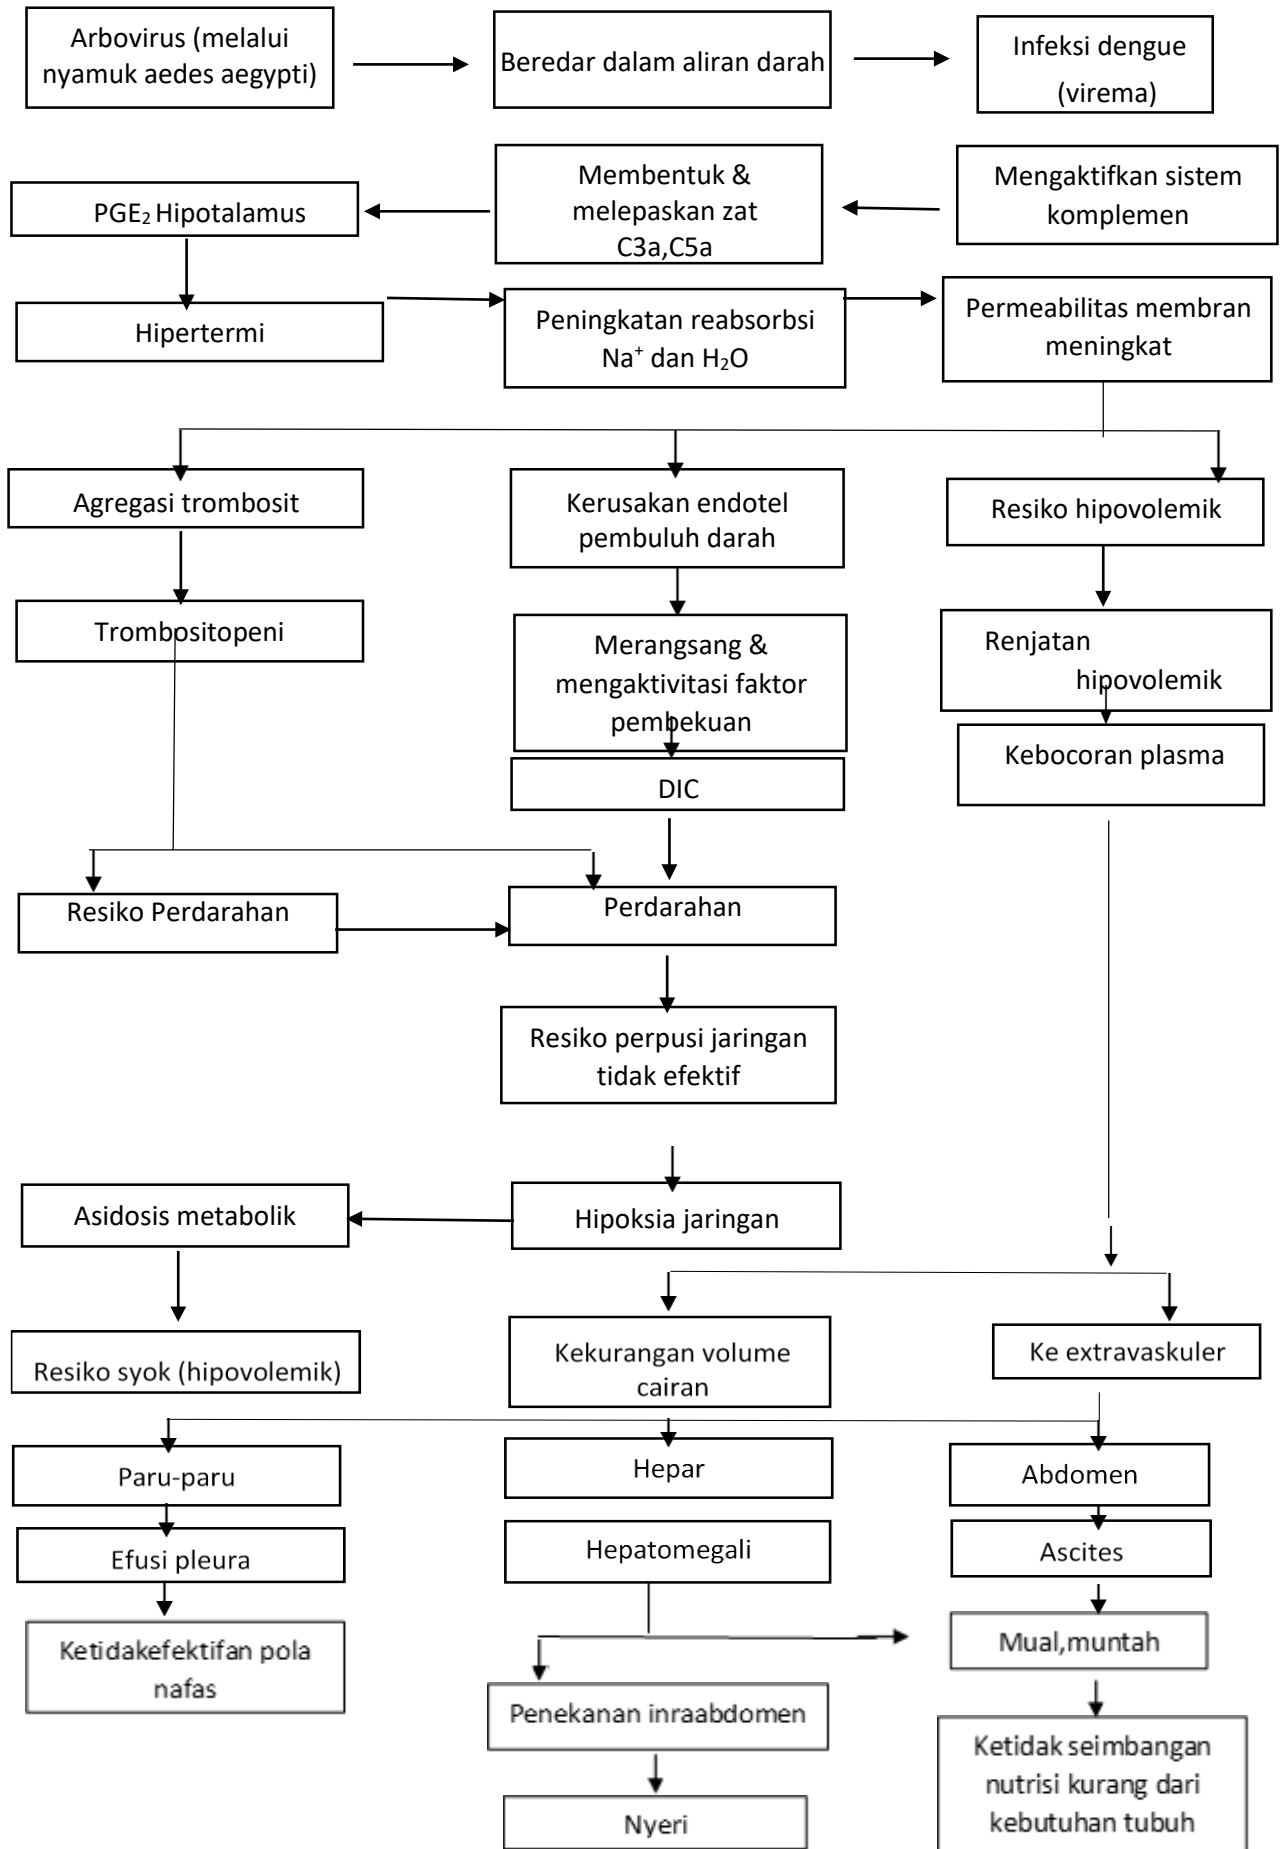 Arbovirus (melalui
nyamuk aedes aegypti)
Beredar dalam aliran darah
Infeksi dengue
(virema)
Membentuk &
melepaskan zat
C3a,C5a
Mengaktifkan sistem
komplemen
PGE₂ Hipotalamus
Hipertermi
Peningkatan reabsorbsi
Na⁺ dan H₂O
Permeabilitas membran
meningkat
Agregasi trombosit
Kerusakan endotel
pembuluh darah
Resiko hipovolemik
Trombositopeni
Merangsang &
mengaktivitasi faktor
pembekuan
Renjatan
hipovolemik
Kebocoran plasma
DIC
Resiko Perdarahan
Perdarahan
Resiko perpusi jaringan
tidak efektif
Asidosis metabolik
Hipoksia jaringan
Resiko syok (hipovolemik)
Kekurangan volume
cairan
Ke extravaskuler
Paru-paru
Hepar
Abdomen
Efusi pleura
Hepatomegali
Ascites
Ketidakefektifan pola
nafas
Mual,muntah
Penekanan inraabdomen
Ketidak seimbangan
nutrisi kurang dari
kebutuhan tubuh
Nyeri